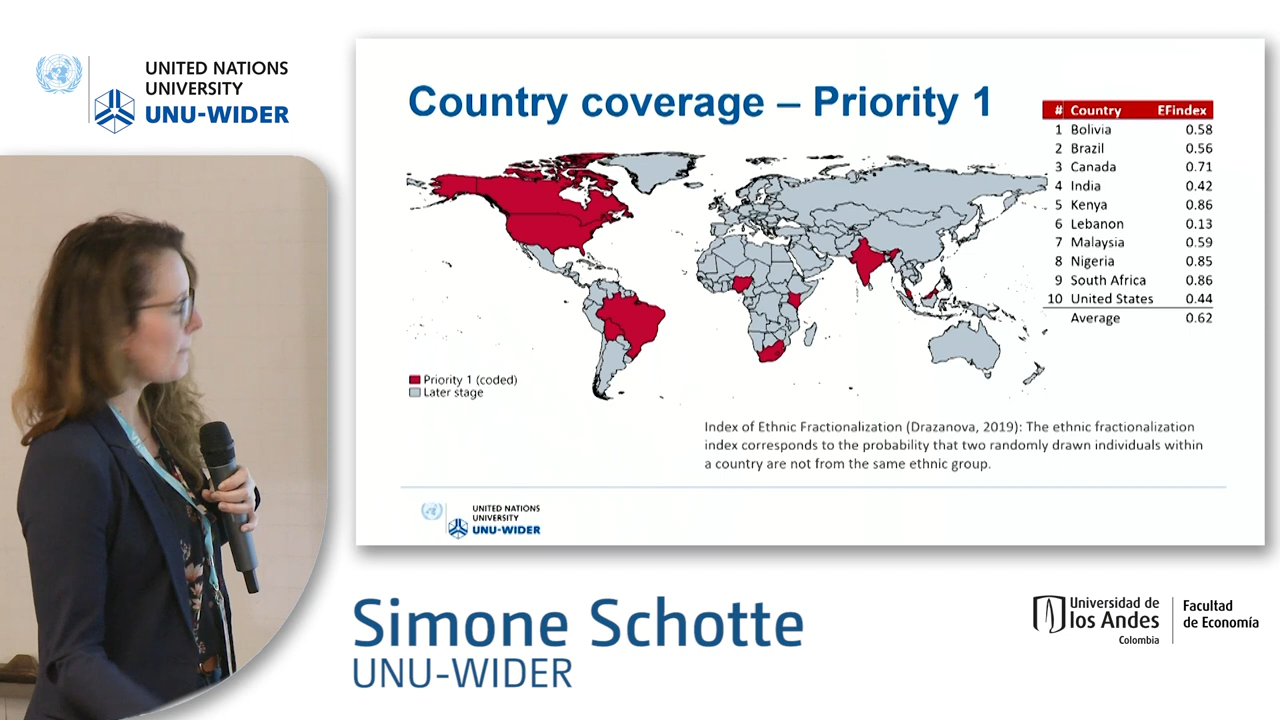 UNITED NATIONS
UNIVERSITY
UNU-WIDER
Country coverage – Priority 1
# Country EFindex
1 Bolivia 0.58
2 Brazil 0.56
3 Canada 0.71
4 India 0.42
5 Kenya 0.86
6 Lebanon 0.13
7 Malaysia 0.59
8 Nigeria 0.85
9 South Africa 0.86
10 United States 0.44
Average 0.62
Priority 1 (coded)
Later stage
Index of Ethnic Fractionalization (Drazanova, 2019): The ethnic fractionalization
index corresponds to the probability that two randomly drawn individuals within
a country are not from the same ethnic group.
UNITED NATIONS
UNIVERSITY
UNU-WIDER
Simone Schotte
UNU-WIDER
Universidad de
los Andes
Colombia
Facultad
de Economía